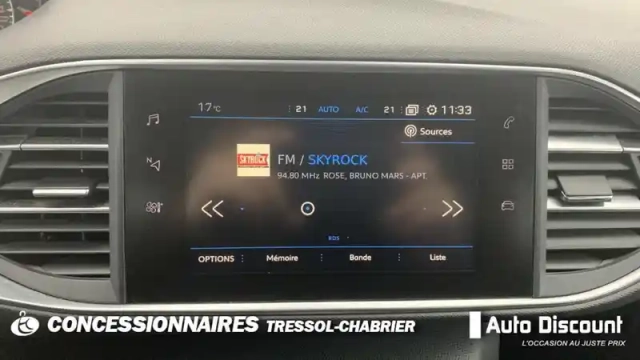 17°C 21 AUTO A/C 21 11:33
Sources
SKYROCK
FM / SKYROCK
94.80 MHz ROSE, BRUNO MARS - APT.
N
RDS
OPTIONS Mémoire Bande Liste
CONCESSIONNAIRES TRESSOL-CHABRIER
Auto Discount
L'OCCASION AU JUSTE PRIX